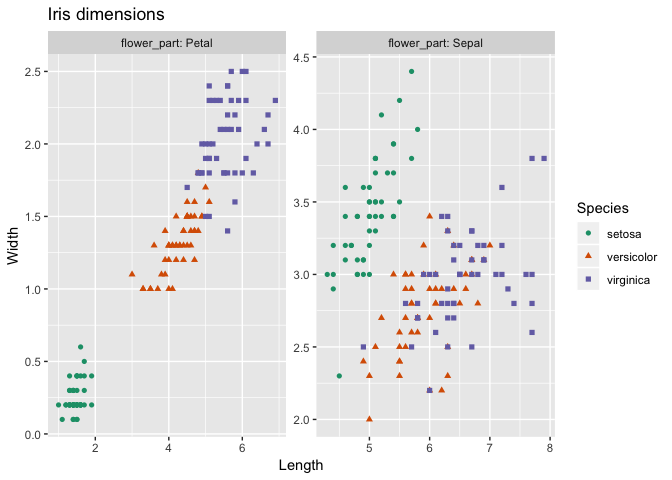 Iris dimensions
flower_part: Petal
flower_part: Sepal
2.5
2.0
1.5
1.0
0.5
0.0
4.5
4.0
3.5
3.0
2.5
2.0
Width
2 4 6
5 6 7 8
Length
Species
setosa
versicolor
virginica